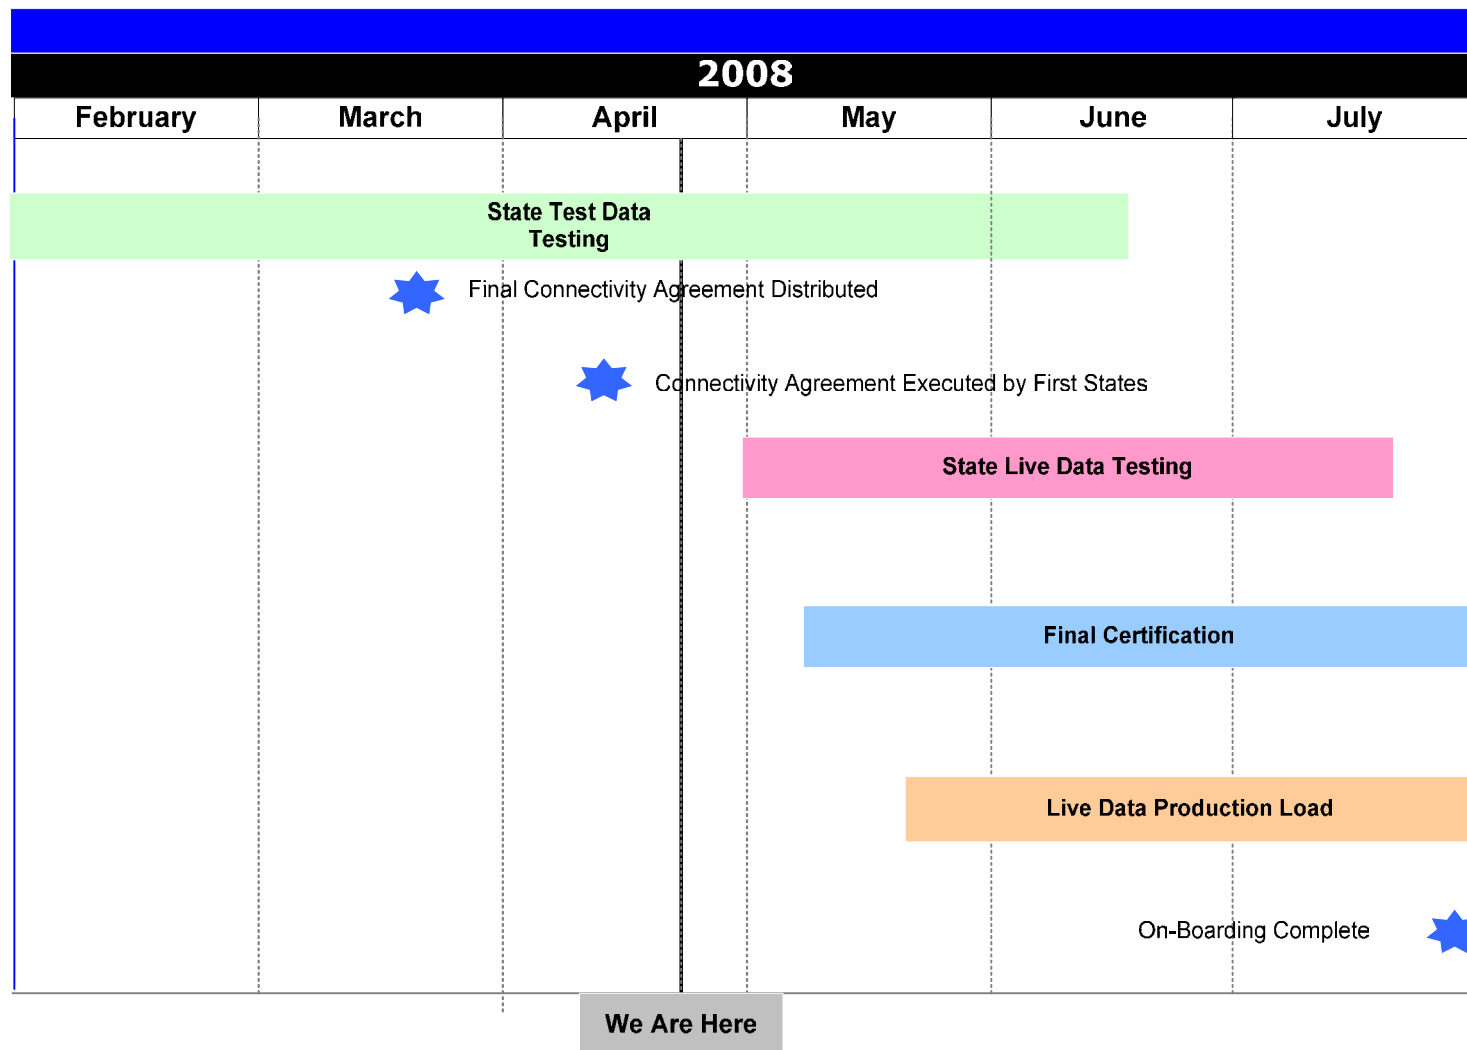 2008
February March April May June July
State Test Data
Testing
Final Connectivity Agreement Distributed
Connectivity Agreement Executed by First States
State Live Data Testing
Final Certification
Live Data Production Load
On-Boarding Complete
We Are Here